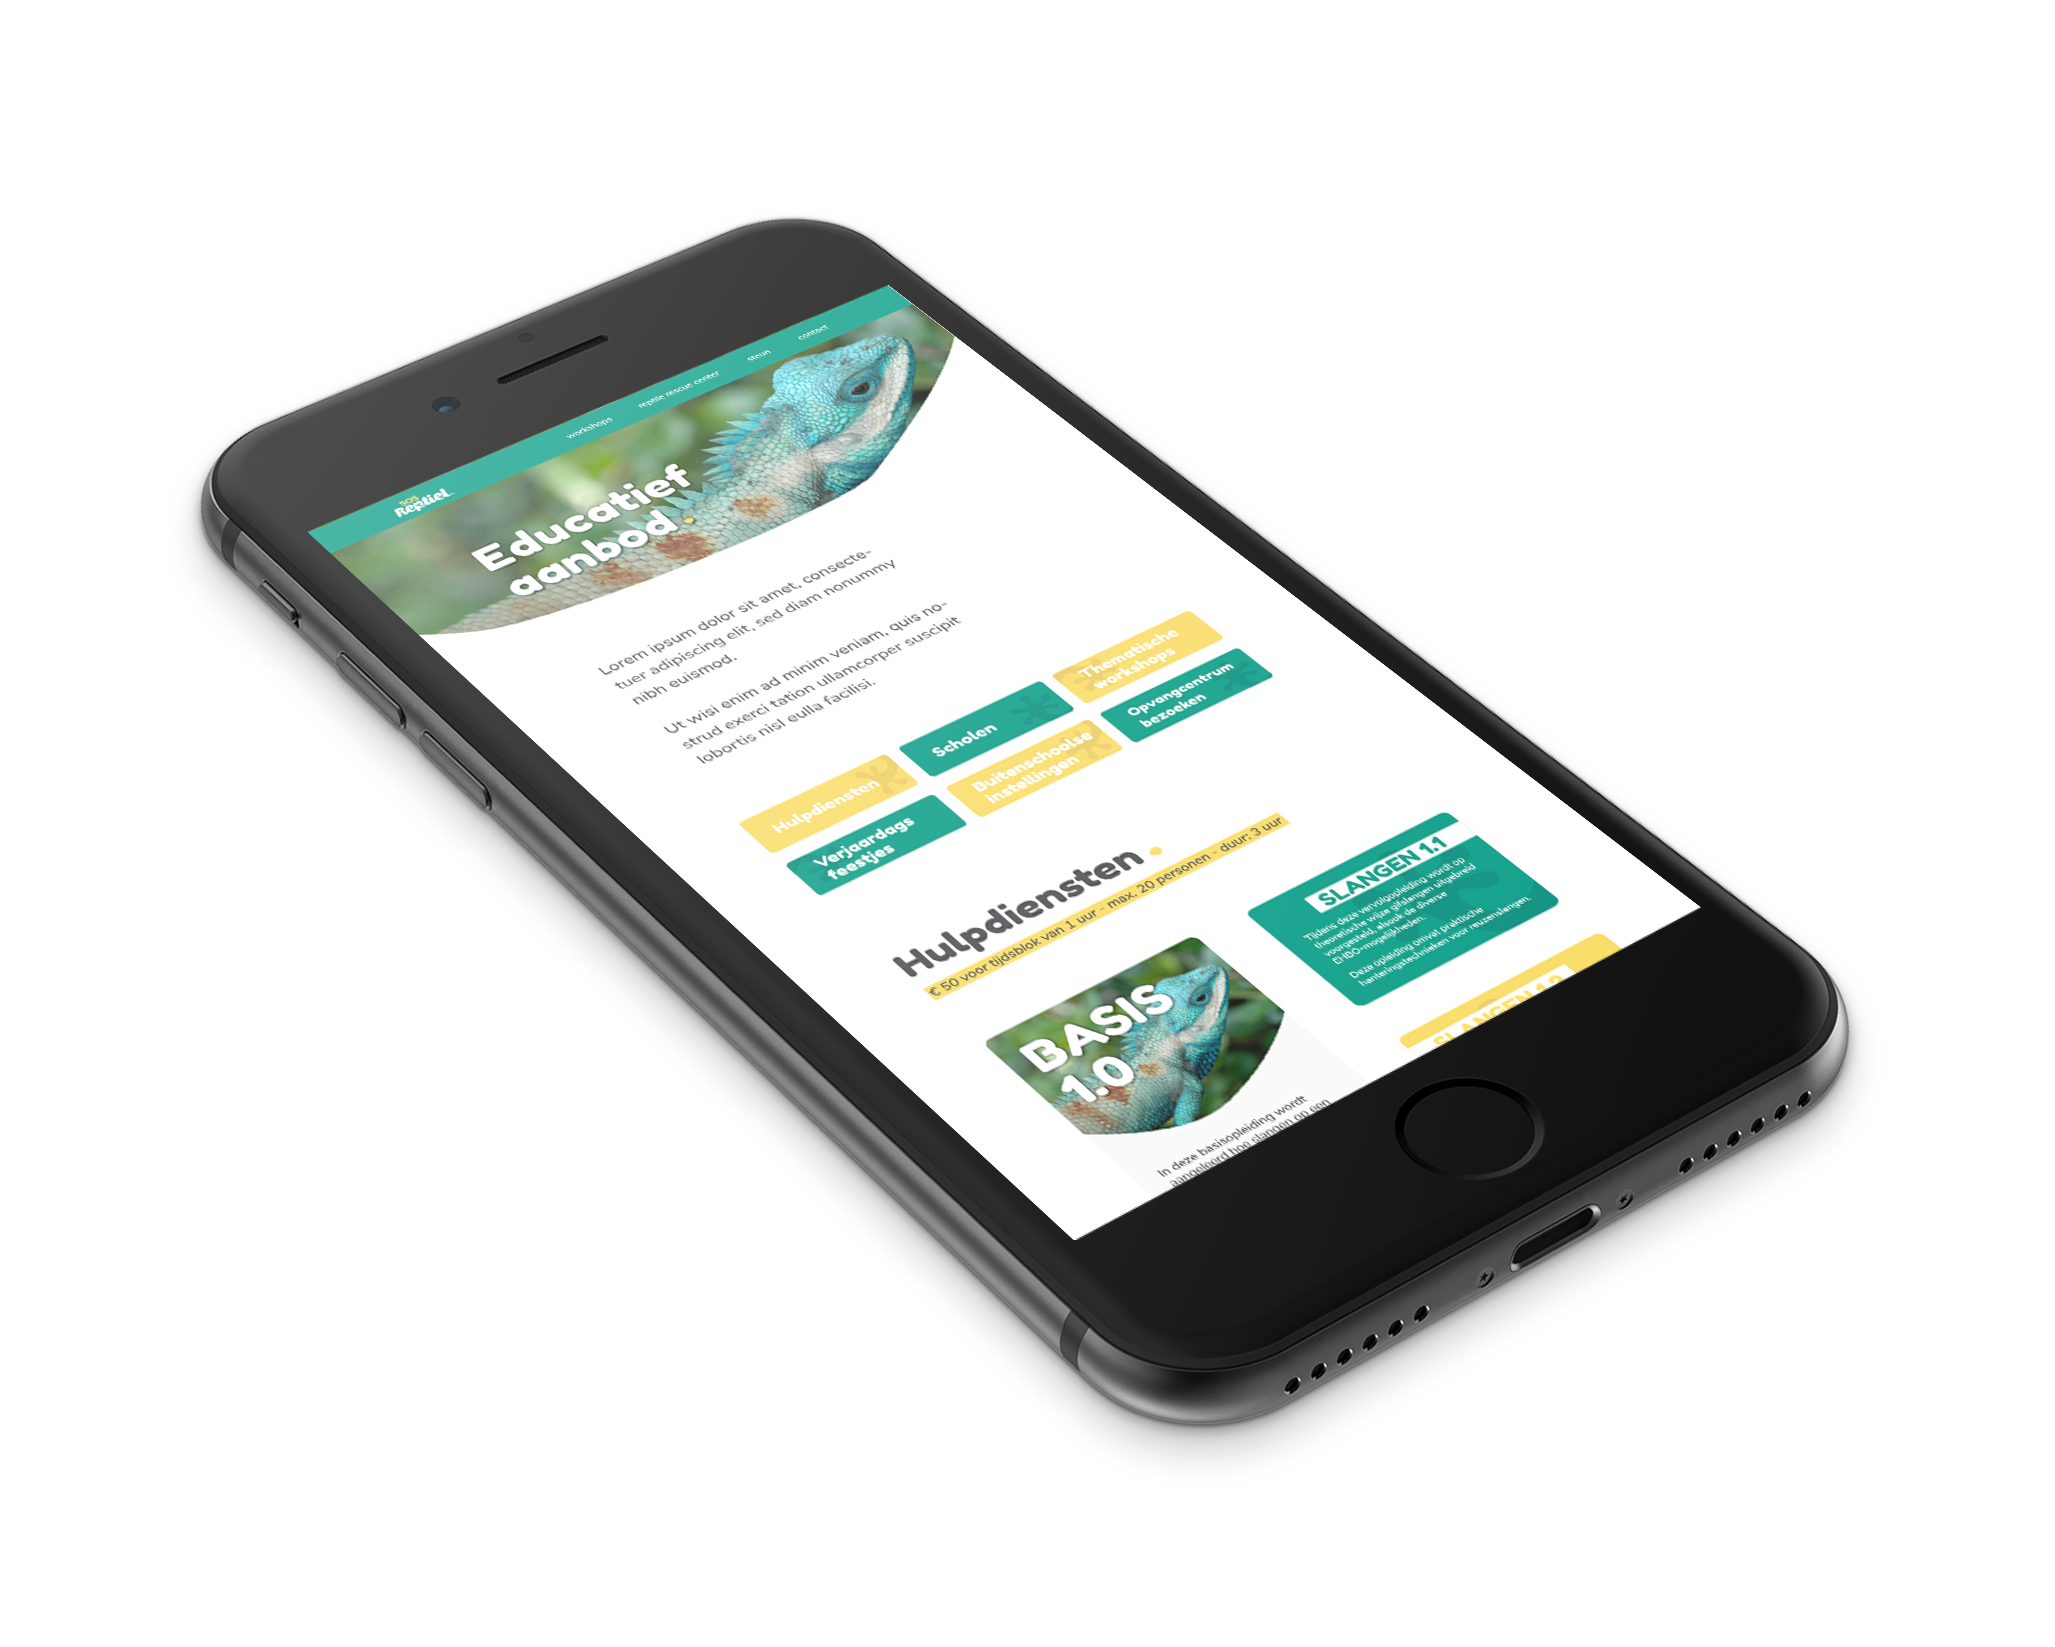 SOS
Reptiel
workshops
reptile rescue center
steun
contact
Educatief
aanbod
Lorem ipsum dolor sit amet, consecte-
tuer adipiscing elit, sed diam nonummy
nibh euismod.
Ut wisi enim ad minim veniam, quis no-
strud exerci tation ullamcorper suscipit
lobortis nisl eulla facilisi.
Hulpdiensten
Scholen
Thematische
workshops
Verjaardags
feestjes
Buitenschoolse
instellingen
Opvangcentrum
bezoeken
Hulpdiensten
€ 50 voor tijdsblok van 1 uur - max. 20 personen - duur: 3 uur
BASIS
1.0
In deze basisopleiding wordt
aangeleerd hoe slangen op een
SLANGEN 1.1
Tijdens deze vervolgopleiding wordt op
theoretische wijze gifslangen uitgebreid
voorgesteld, alsook de diverse
EHBO-mogelijkheden.
Deze opleiding omvat praktische
hanteringstechnieken voor reuzenslangen.
SLANGEN 1.2